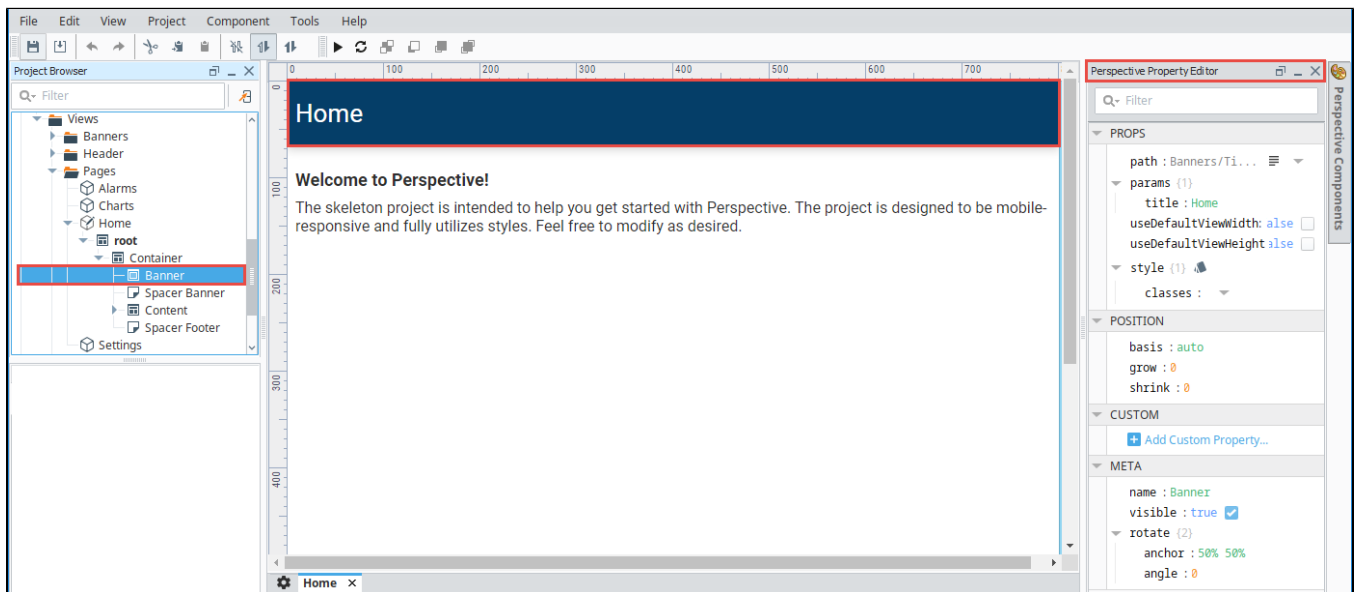 File Edit View Project Component Tools Help
Project Browser
Filter
Views
Banners
Header
Pages
Alarms
Charts
Home
root
Container
Banner
Spacer Banner
Content
Spacer Footer
Settings
0 100 200 300 400 500 600 700
0
100
200
300
400
Home
Welcome to Perspective!
The skeleton project is intended to help you get started with Perspective. The project is designed to be mobile-
responsive and fully utilizes styles. Feel free to modify as desired.
Home ×
Perspective Property Editor
Filter
PROPS
path : Banners/Ti...
params {1}
title : Home
useDefaultViewWidth: alse
useDefaultViewHeight alse
style {1}
classes :
POSITION
basis : auto
grow : 0
shrink : 0
CUSTOM
Add Custom Property...
META
name : Banner
visible : true
rotate {2}
anchor : 50% 50%
angle : 0
Perspective Components